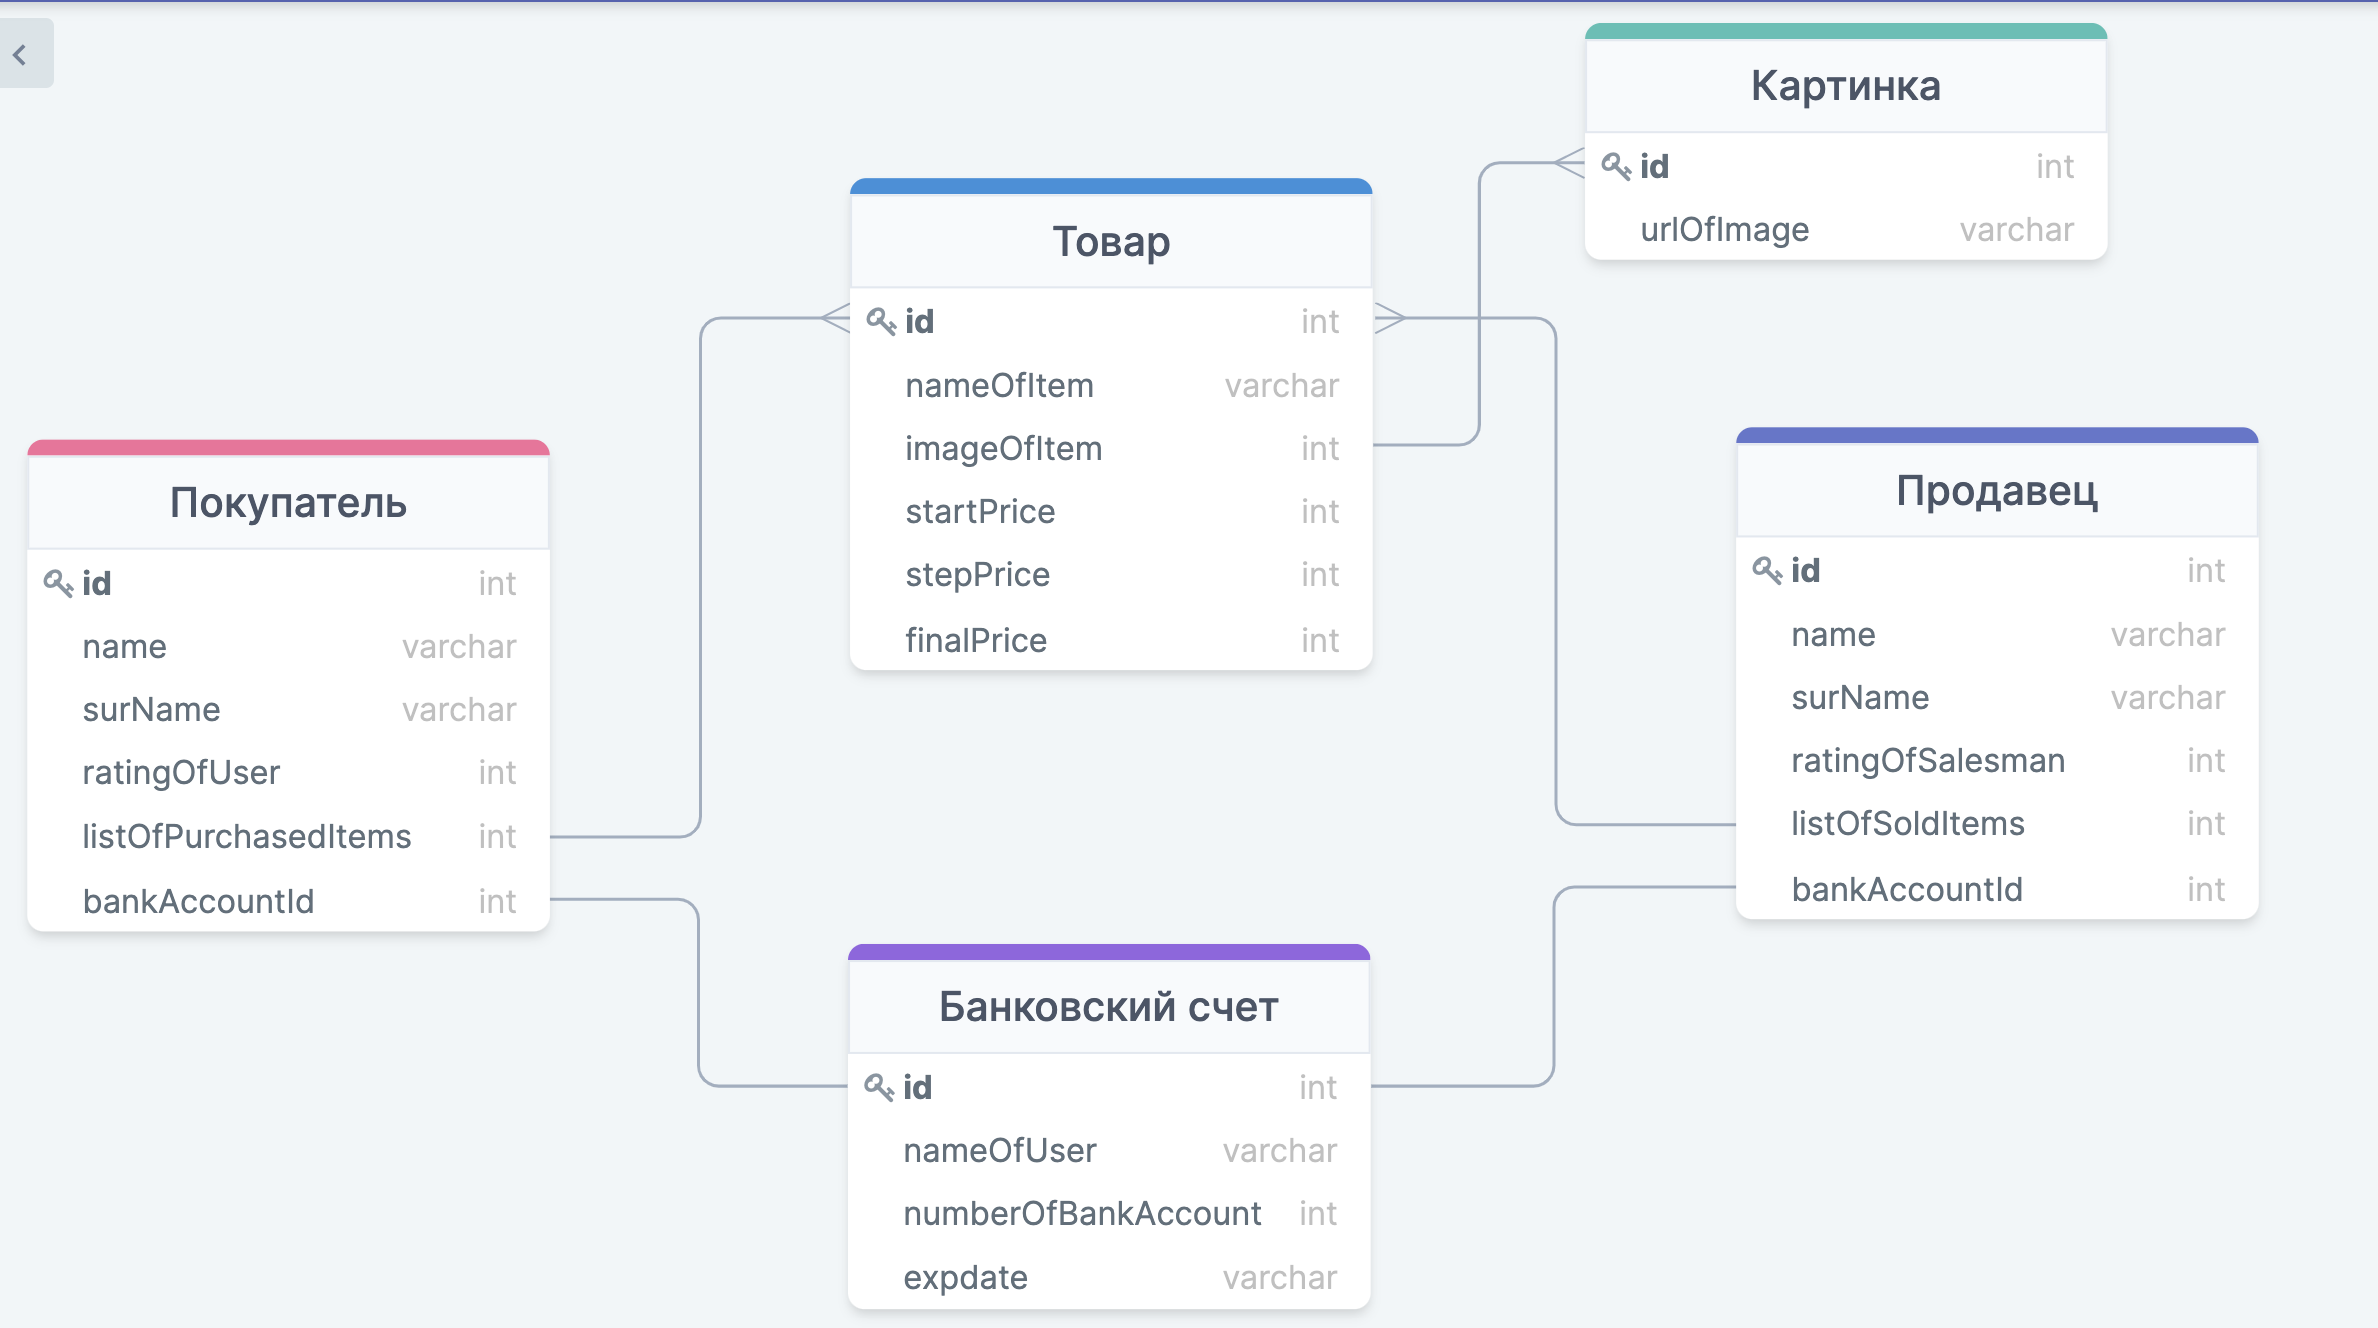 Картинка
id int
urlOfImage varchar
Товар
id int
nameOfItem varchar
imageOfItem int
startPrice int
stepPrice int
finalPrice int
Покупатель
id int
name varchar
surName varchar
ratingOfUser int
listOfPurchasedItems int
bankAccountId int
Продавец
id int
name varchar
surName varchar
ratingOfSalesman int
listOfSoldItems int
bankAccountId int
Банковский счет
id int
nameOfUser varchar
numberOfBankAccount int
expdate varchar